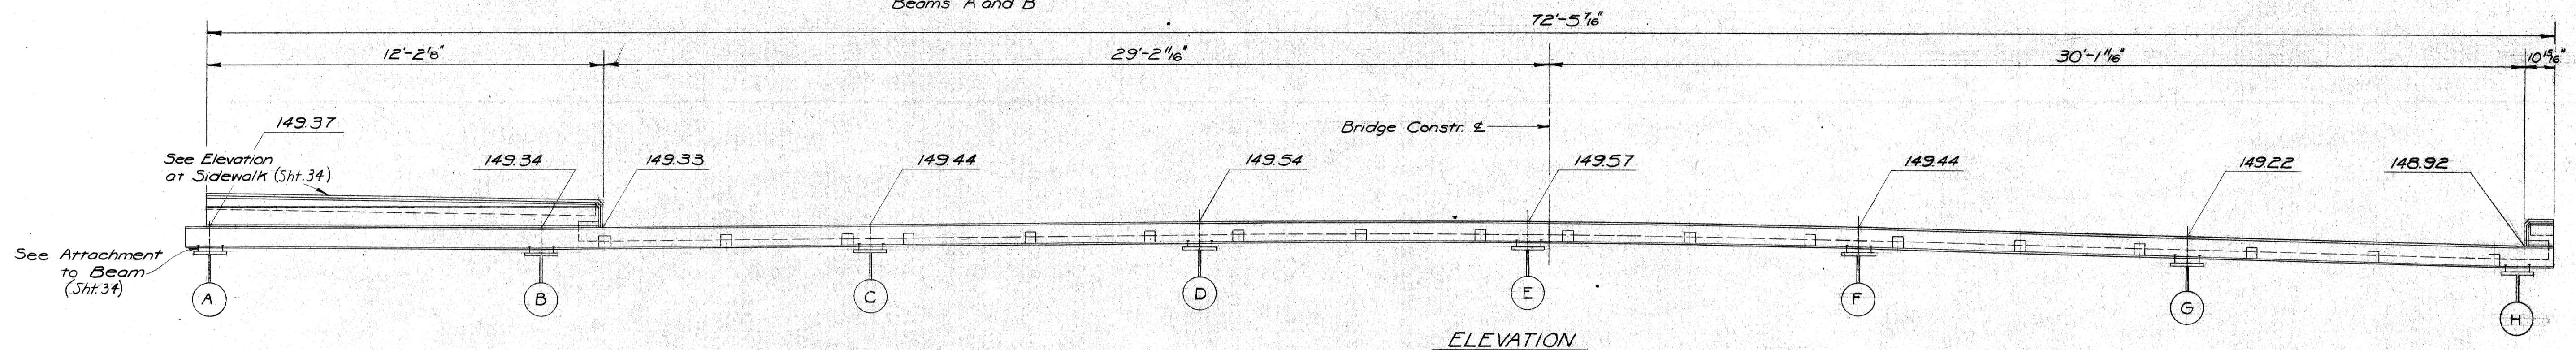 Beams A and B
72'-5 7/16"
12'-2 1/8"
29'-2 11/16"
30'-1 11/16"
10 15/16"
149.37
Bridge Constr. ℄
See Elevation
at Sidewalk (Sht.34)
149.34
149.33
149.44
149.54
149.57
149.44
149.22
148.92
See Attachment
to Beam
(Sht.34)
A
B
C
D
E
F
G
H
ELEVATION